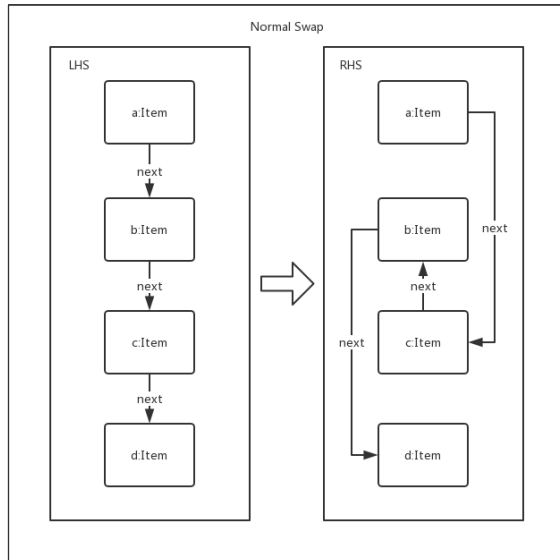 Normal Swap
LHS
a:Item
next
b:Item
next
c:Item
next
d:Item
RHS
a:Item
next
b:Item
next
next
c:Item
d:Item